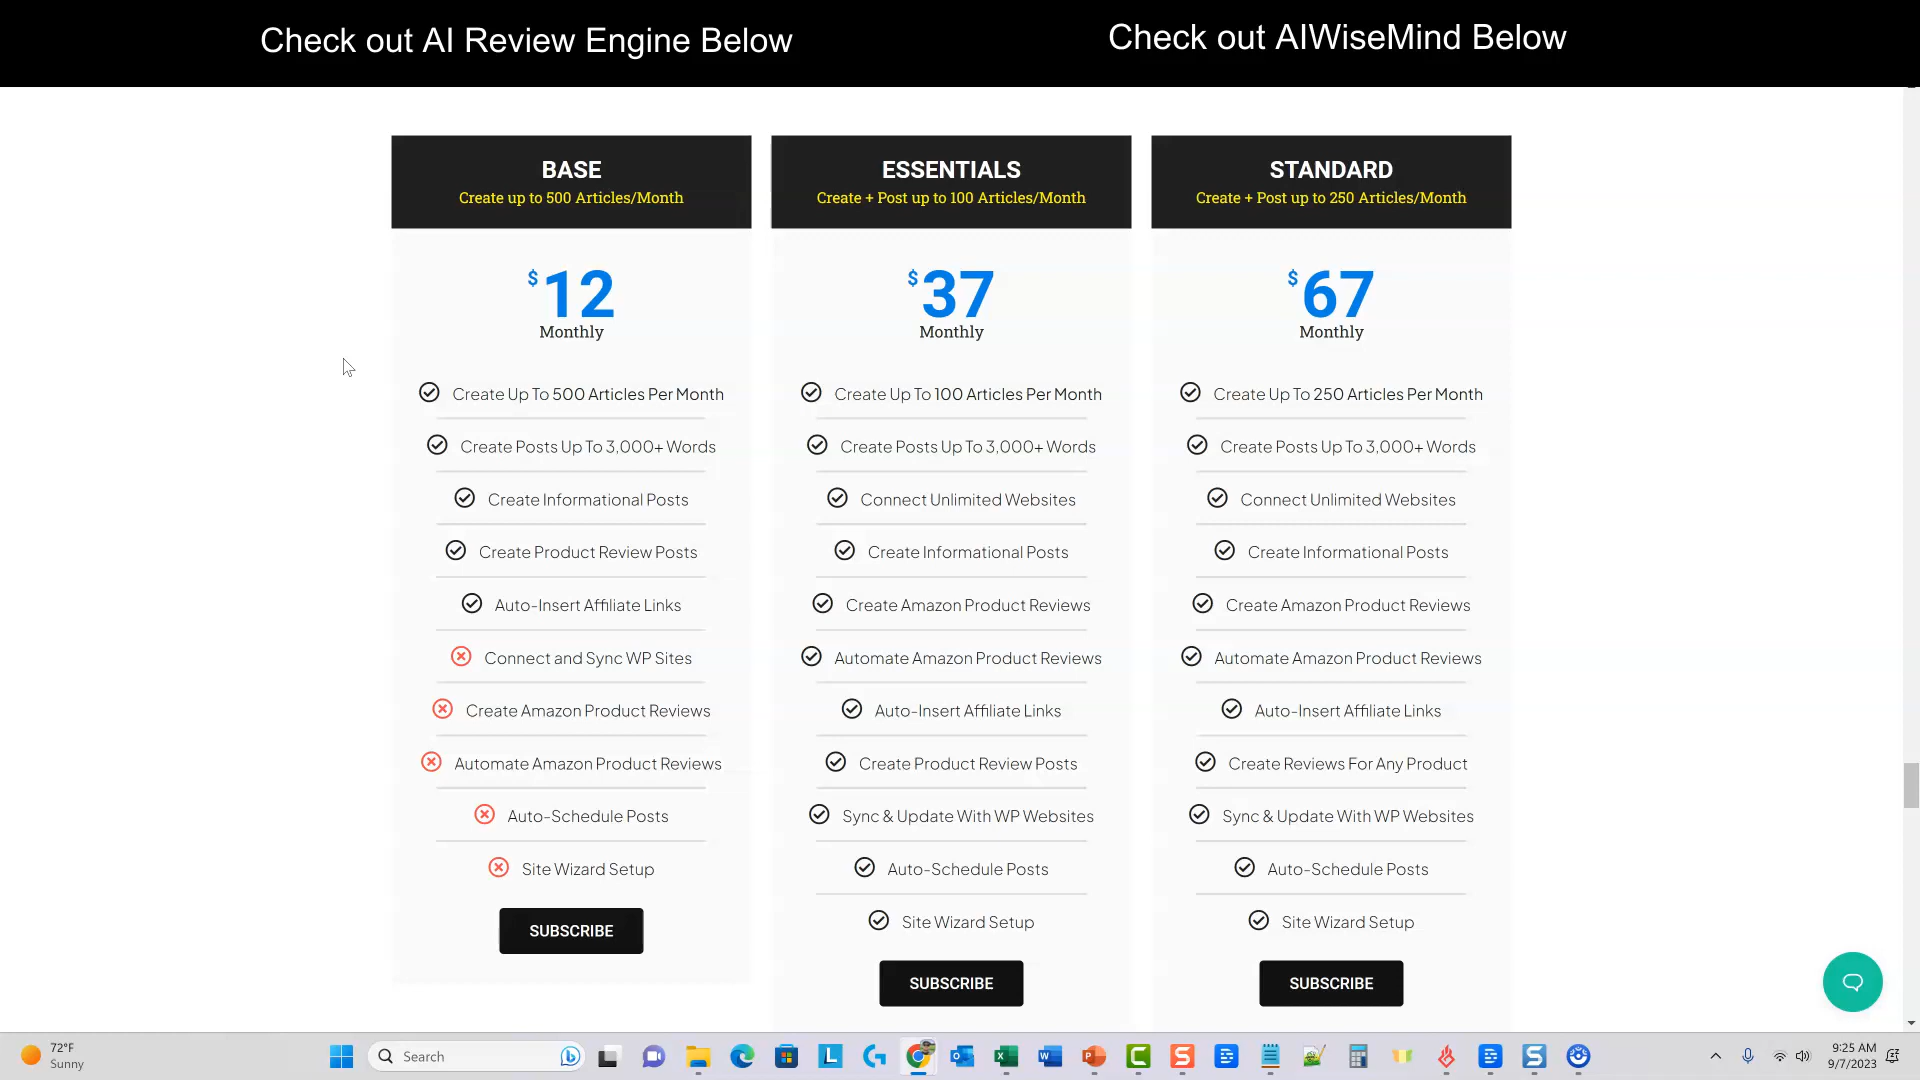 Check out AI Review Engine Below
Check out AIWiseMind Below
BASE
Create up to 500 Articles/Month
$12
Monthly
Create Up To 500 Articles Per Month
Create Posts Up To 3,000+ Words
Create Informational Posts
Create Product Review Posts
Auto-Insert Affiliate Links
Connect and Sync WP Sites
Create Amazon Product Reviews
Automate Amazon Product Reviews
Auto-Schedule Posts
Site Wizard Setup
SUBSCRIBE
ESSENTIALS
Create + Post up to 100 Articles/Month
$37
Monthly
Create Up To 100 Articles Per Month
Create Posts Up To 3,000+ Words
Connect Unlimited Websites
Create Informational Posts
Create Amazon Product Reviews
Automate Amazon Product Reviews
Auto-Insert Affiliate Links
Create Product Review Posts
Sync & Update With WP Websites
Auto-Schedule Posts
Site Wizard Setup
SUBSCRIBE
STANDARD
Create + Post up to 250 Articles/Month
$67
Monthly
Create Up To 250 Articles Per Month
Create Posts Up To 3,000+ Words
Connect Unlimited Websites
Create Informational Posts
Create Amazon Product Reviews
Automate Amazon Product Reviews
Auto-Insert Affiliate Links
Create Reviews For Any Product
Sync & Update With WP Websites
Auto-Schedule Posts
Site Wizard Setup
SUBSCRIBE
72°F
Sunny
Search
9:25 AM
9/7/2023